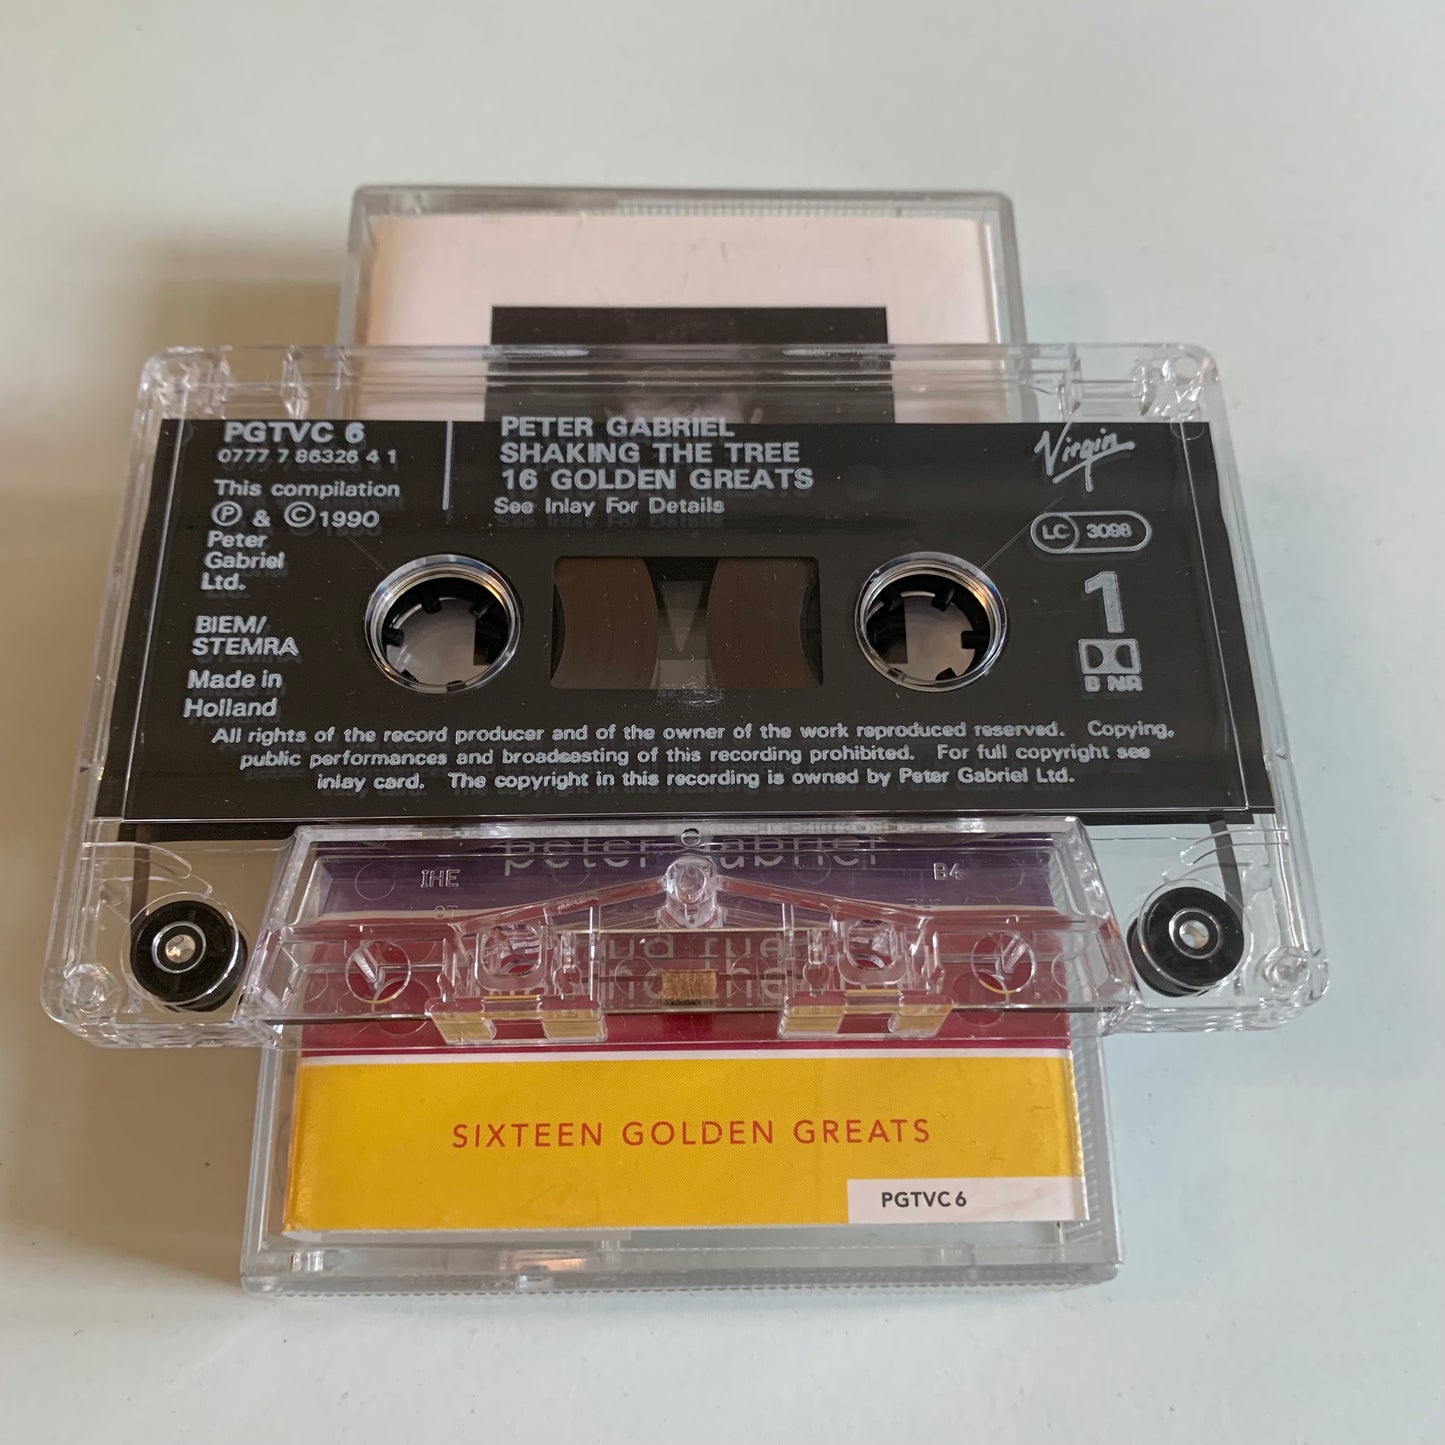 PGTVC 6
0777 7 86326 4 1
This compilation
Ⓟ & © 1990
Peter
Gabriel
Ltd.
BIEM/
STEMRA
Made in
Holland
PETER GABRIEL
SHAKING THE TREE
16 GOLDEN GREATS
See Inlay For Details
Virgin
LC 3098
1
B NR
All rights of the record producer and of the owner of the work reproduced reserved. Copying,
public performances and broadcasting of this recording prohibited. For full copyright see
inlay card. The copyright in this recording is owned by Peter Gabriel Ltd.
peter gabriel
IHE
B4
SIXTEEN GOLDEN GREATS
PGTVC 6